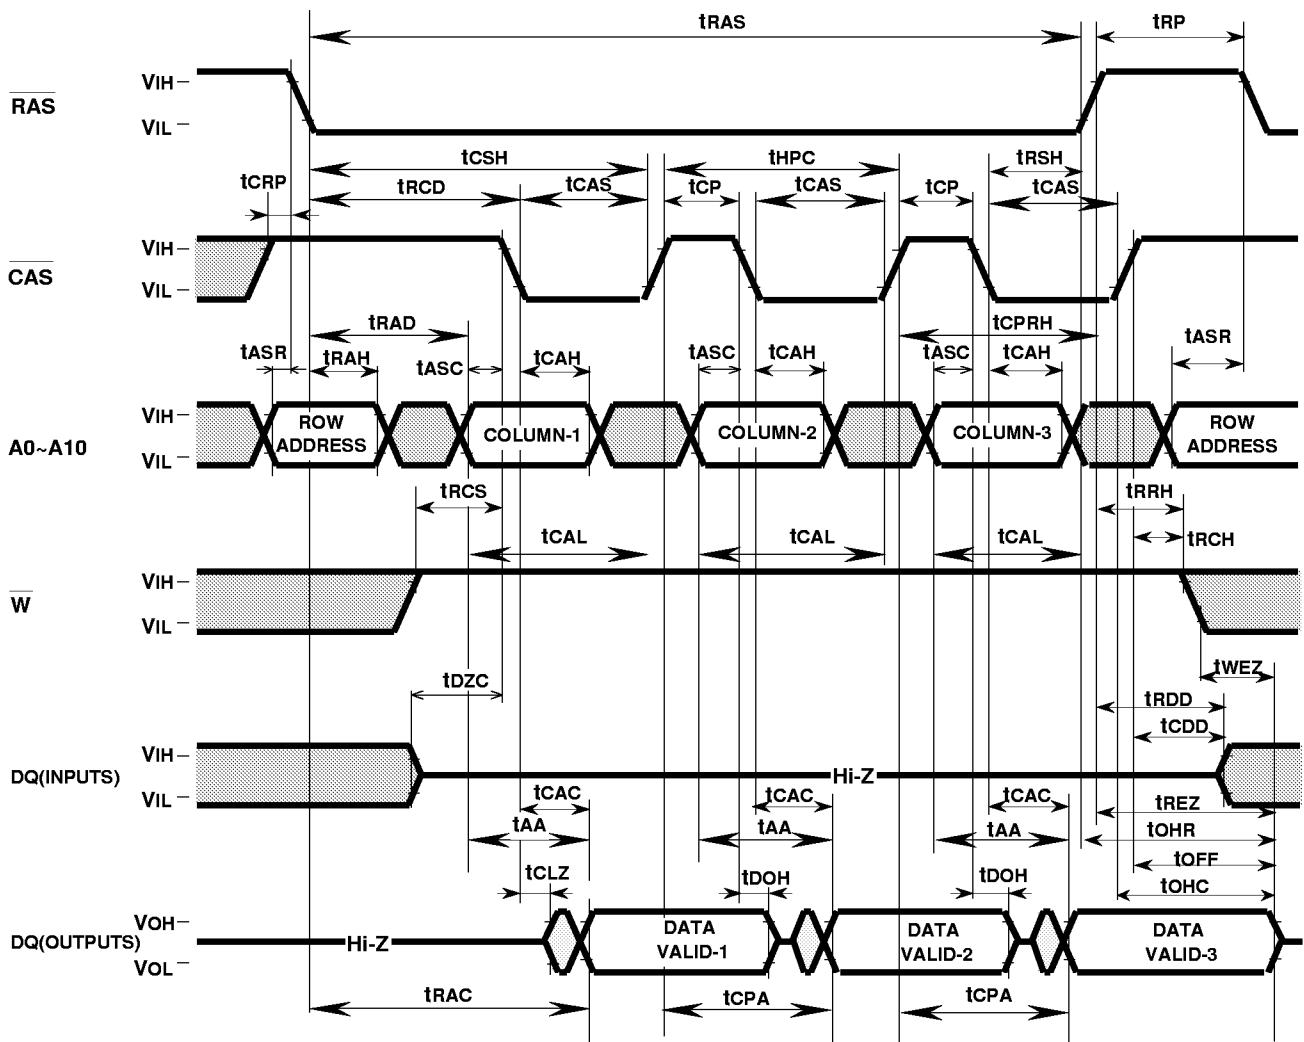 tRAS tRP
VIH
RAS
VIL
tCSH tHPC tRSH
tCRP tRCD tCAS tCP tCAS tCP tCAS
VIH
CAS
VIL
tRAD tCPRH
tASR tRAH tASC tCAH tASC tCAH tASC tCAH tASR
VIH
A0~A10
VIL
ROW ADDRESS
COLUMN-1
COLUMN-2
COLUMN-3
ROW ADDRESS
tRCS tRRH
tCAL tCAL tCAL tRCH
VIH
W
VIL
tWEZ
tDZC tRDD
tCDD
VIH
DQ(INPUTS) Hi-Z
VIL
tCAC tCAC tCAC tREZ
tAA tAA tAA tOHR
tOFF
tCLZ tDOH tDOH tOHC
VOH
DQ(OUTPUTS) Hi-Z
VOL
DATA
VALID-1
DATA
VALID-2
DATA
VALID-3
tRAC tCPA tCPA